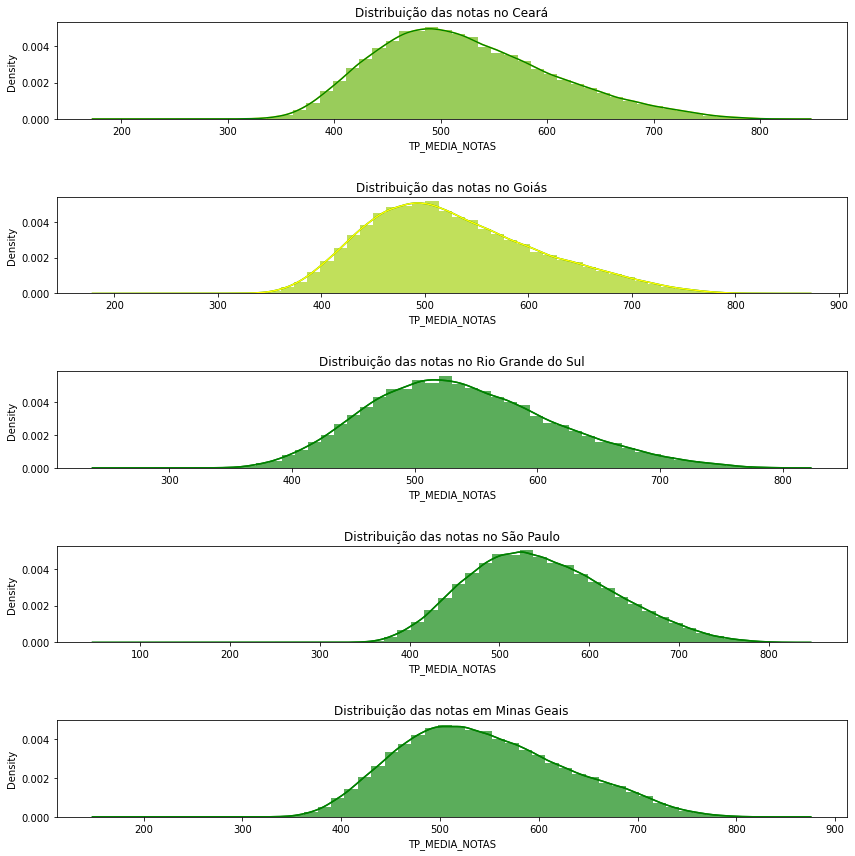 Distribuição das notas no Ceará
Density
0.004
0.002
0.000
200 300 400 500 600 700 800
TP_MEDIA_NOTAS
Distribuição das notas no Goiás
Density
0.004
0.002
0.000
200 300 400 500 600 700 800 900
TP_MEDIA_NOTAS
Distribuição das notas no Rio Grande do Sul
Density
0.004
0.002
0.000
300 400 500 600 700 800
TP_MEDIA_NOTAS
Distribuição das notas no São Paulo
Density
0.004
0.002
0.000
100 200 300 400 500 600 700 800
TP_MEDIA_NOTAS
Distribuição das notas em Minas Geais
Density
0.004
0.002
0.000
200 300 400 500 600 700 800 900
TP_MEDIA_NOTAS